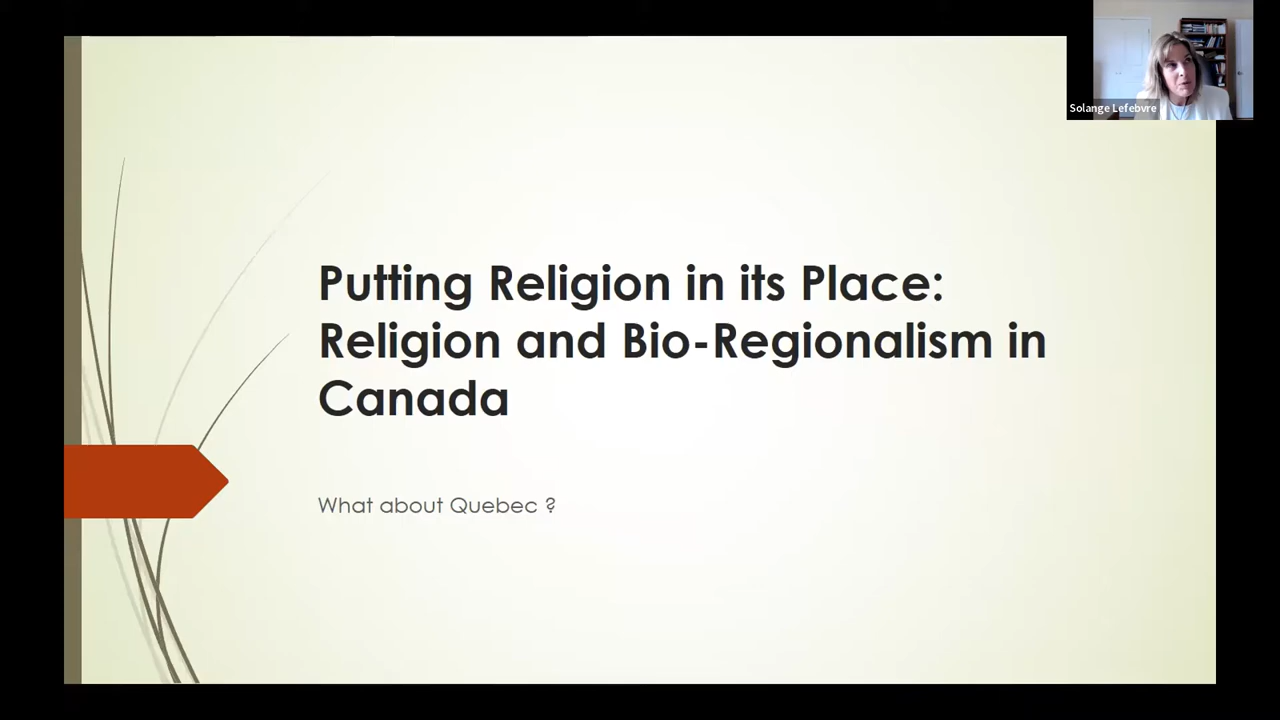 Solange Lefebvre
Putting Religion in its Place:
Religion and Bio-Regionalism in
Canada
What about Quebec ?